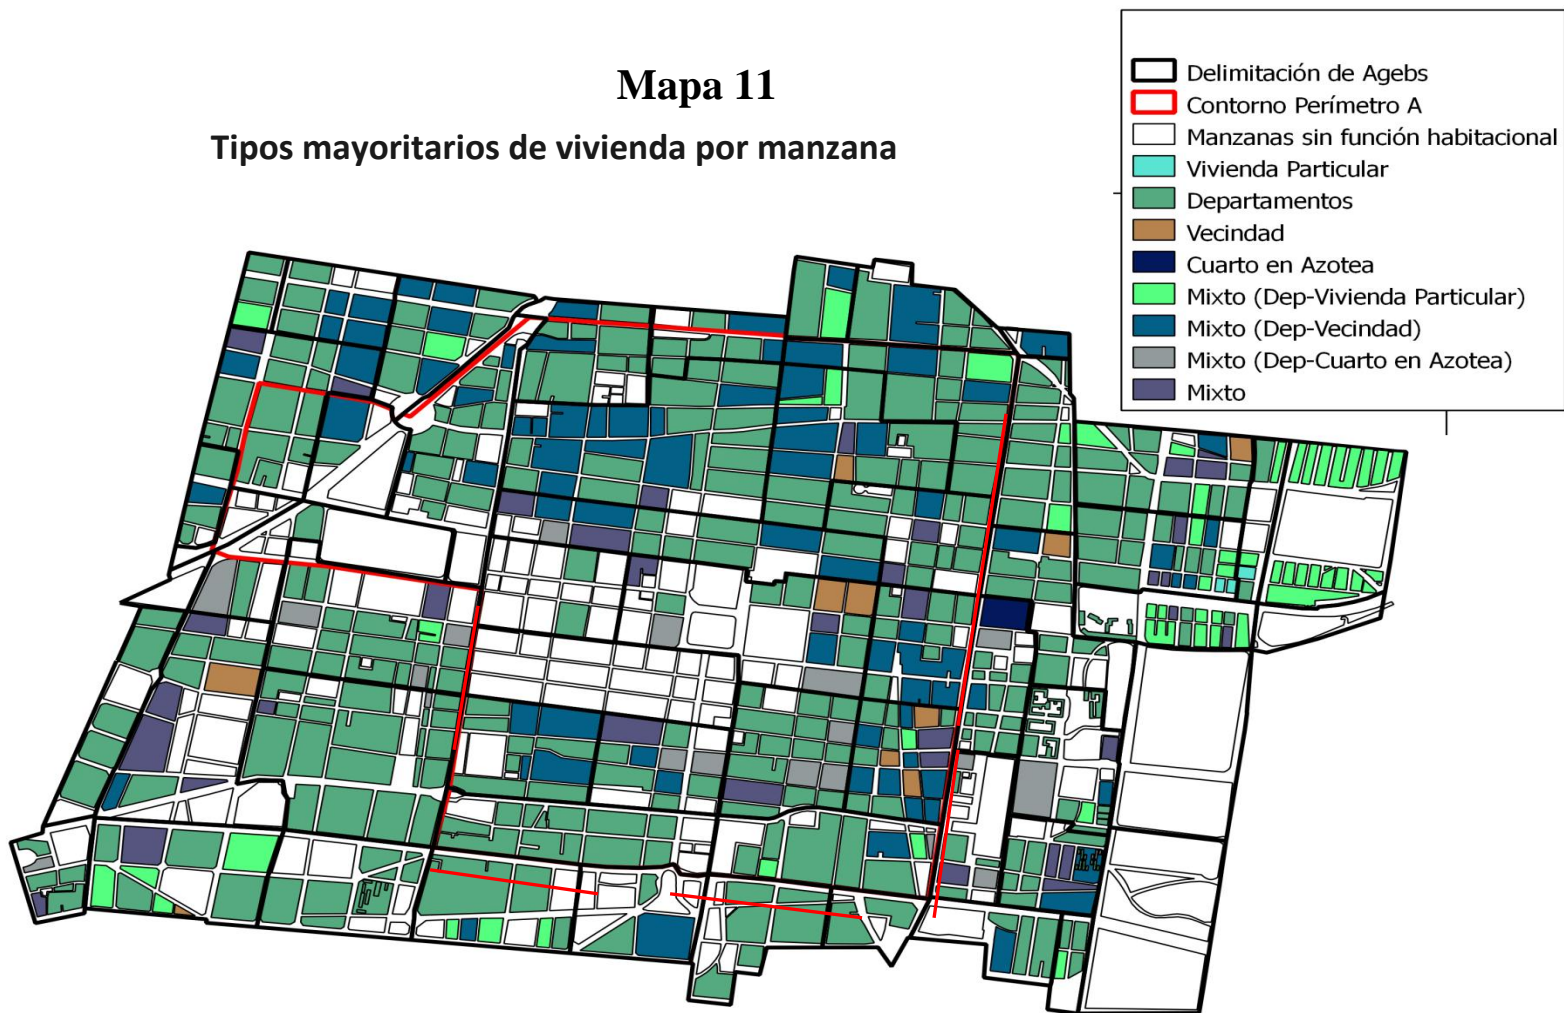 Mapa 11
Tipos mayoritarios de vivienda por manzana
Delimitación de Agebs
Contorno Perímetro A
Manzanas sin función habitacional
Vivienda Particular
Departamentos
Vecindad
Cuarto en Azotea
Mixto (Dep-Vivienda Particular)
Mixto (Dep-Vecindad)
Mixto (Dep-Cuarto en Azotea)
Mixto